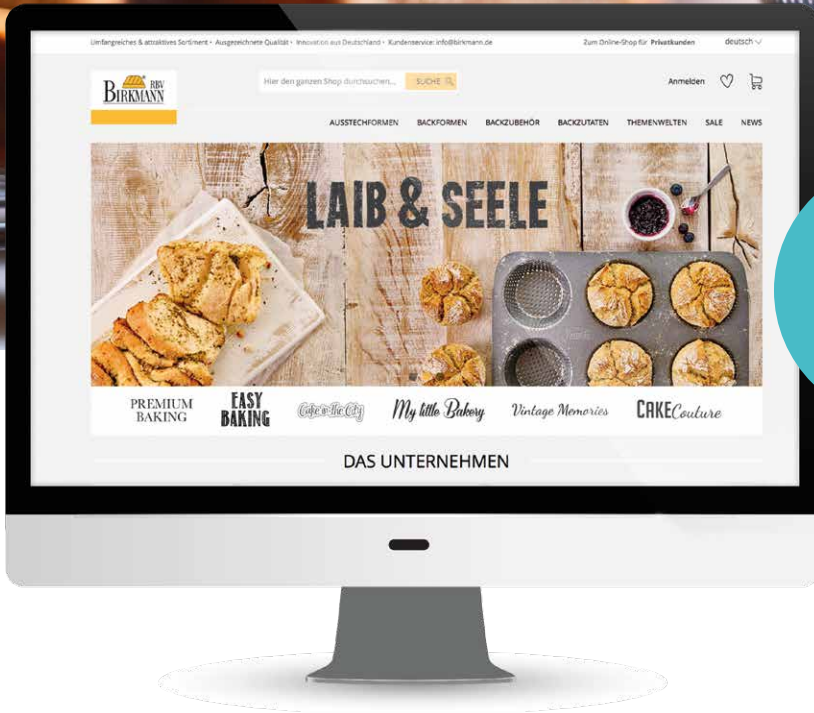 Umfangreiches & attraktives Sortiment • Ausgezeichnete Qualität • Innovation aus Deutschland • Kundenservice: info@birkmann.de
Zum Online-Shop für Privatkunden
deutsch
RBV
BIRKMANN
Hier den ganzen Shop durchsuchen...
SUCHE
Anmelden
AUSSTECHFORMEN BACKFORMEN BACKZUBEHÖR BACKZUTATEN THEMENWELTEN SALE NEWS
LAIB & SEELE
PREMIUM
BAKING
EASY
BAKING
Cake in the City
My little Bakery
Vintage Memories
CAKE Couture
DAS UNTERNEHMEN